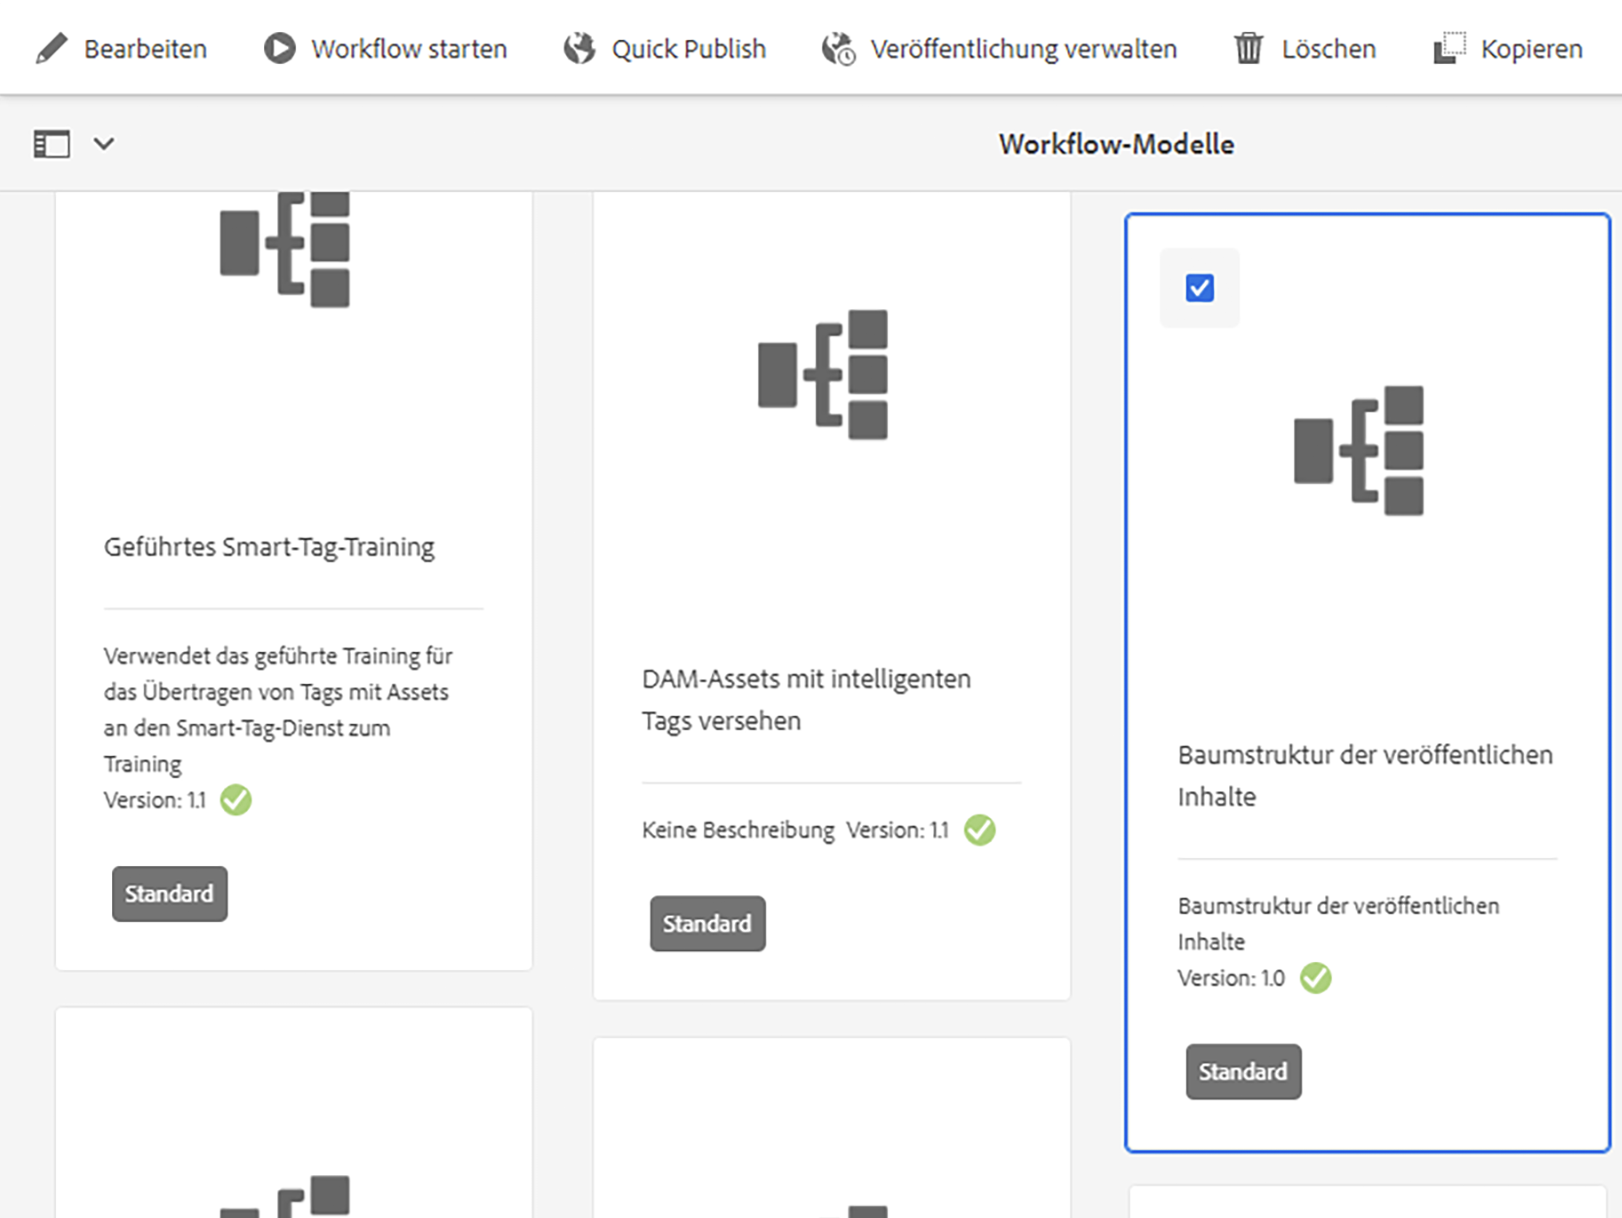 Bearbeiten
Workflow starten
Quick Publish
Veröffentlichung verwalten
Löschen
Kopieren
Workflow-Modelle
Geführtes Smart-Tag-Training
Verwendet das geführte Training für
das Übertragen von Tags mit Assets
an den Smart-Tag-Dienst zum
Training
Version: 1.1
Standard
DAM-Assets mit intelligenten
Tags versehen
Keine Beschreibung Version: 1.1
Standard
Baumstruktur der veröffentlichen
Inhalte
Baumstruktur der veröffentlichen
Inhalte
Version: 1.0
Standard